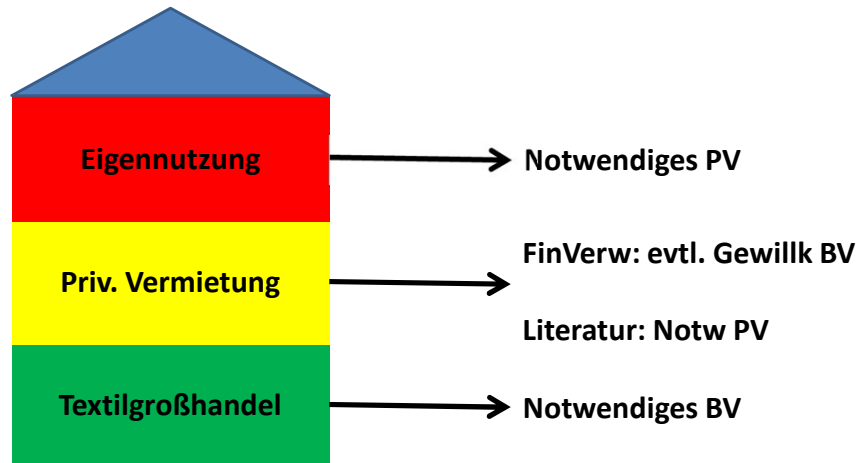 Eigennutzung
Notwendiges PV
Priv. Vermietung
FinVerw: evtl. Gewillk BV
Literatur: Notw PV
Textilgroßhandel
Notwendiges BV